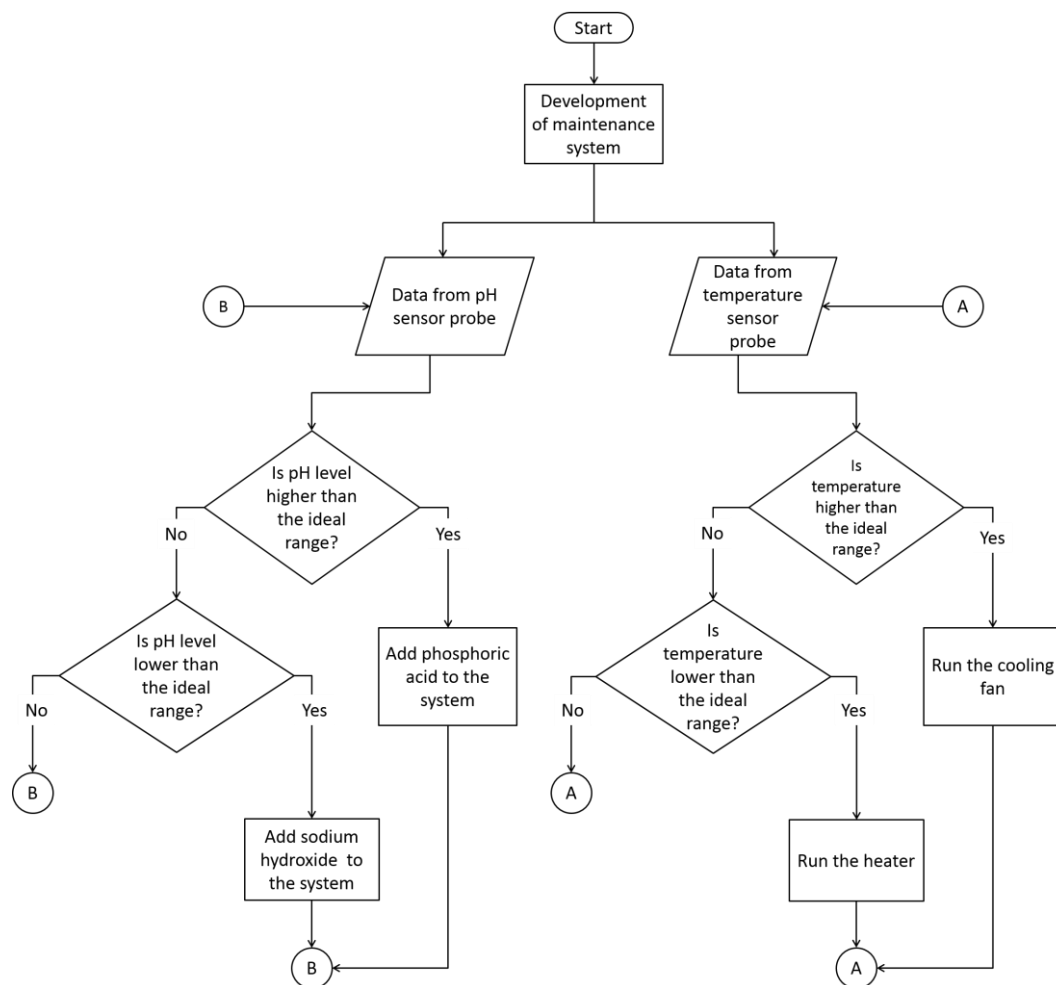 Start
Development
of maintenance
system
B
Data from pH
sensor probe
Data from
temperature
sensor
probe
A
Is pH level
higher than
the ideal
range?
No
Yes
Is
temperature
higher than
the ideal
range?
No
Yes
Is pH level
lower than
the ideal
range?
No
Yes
Add phosphoric
acid to the
system
Is
temperature
lower than
the ideal
range?
No
Yes
Run the cooling
fan
B
A
Add sodium
hydroxide to
the system
Run the heater
B
A